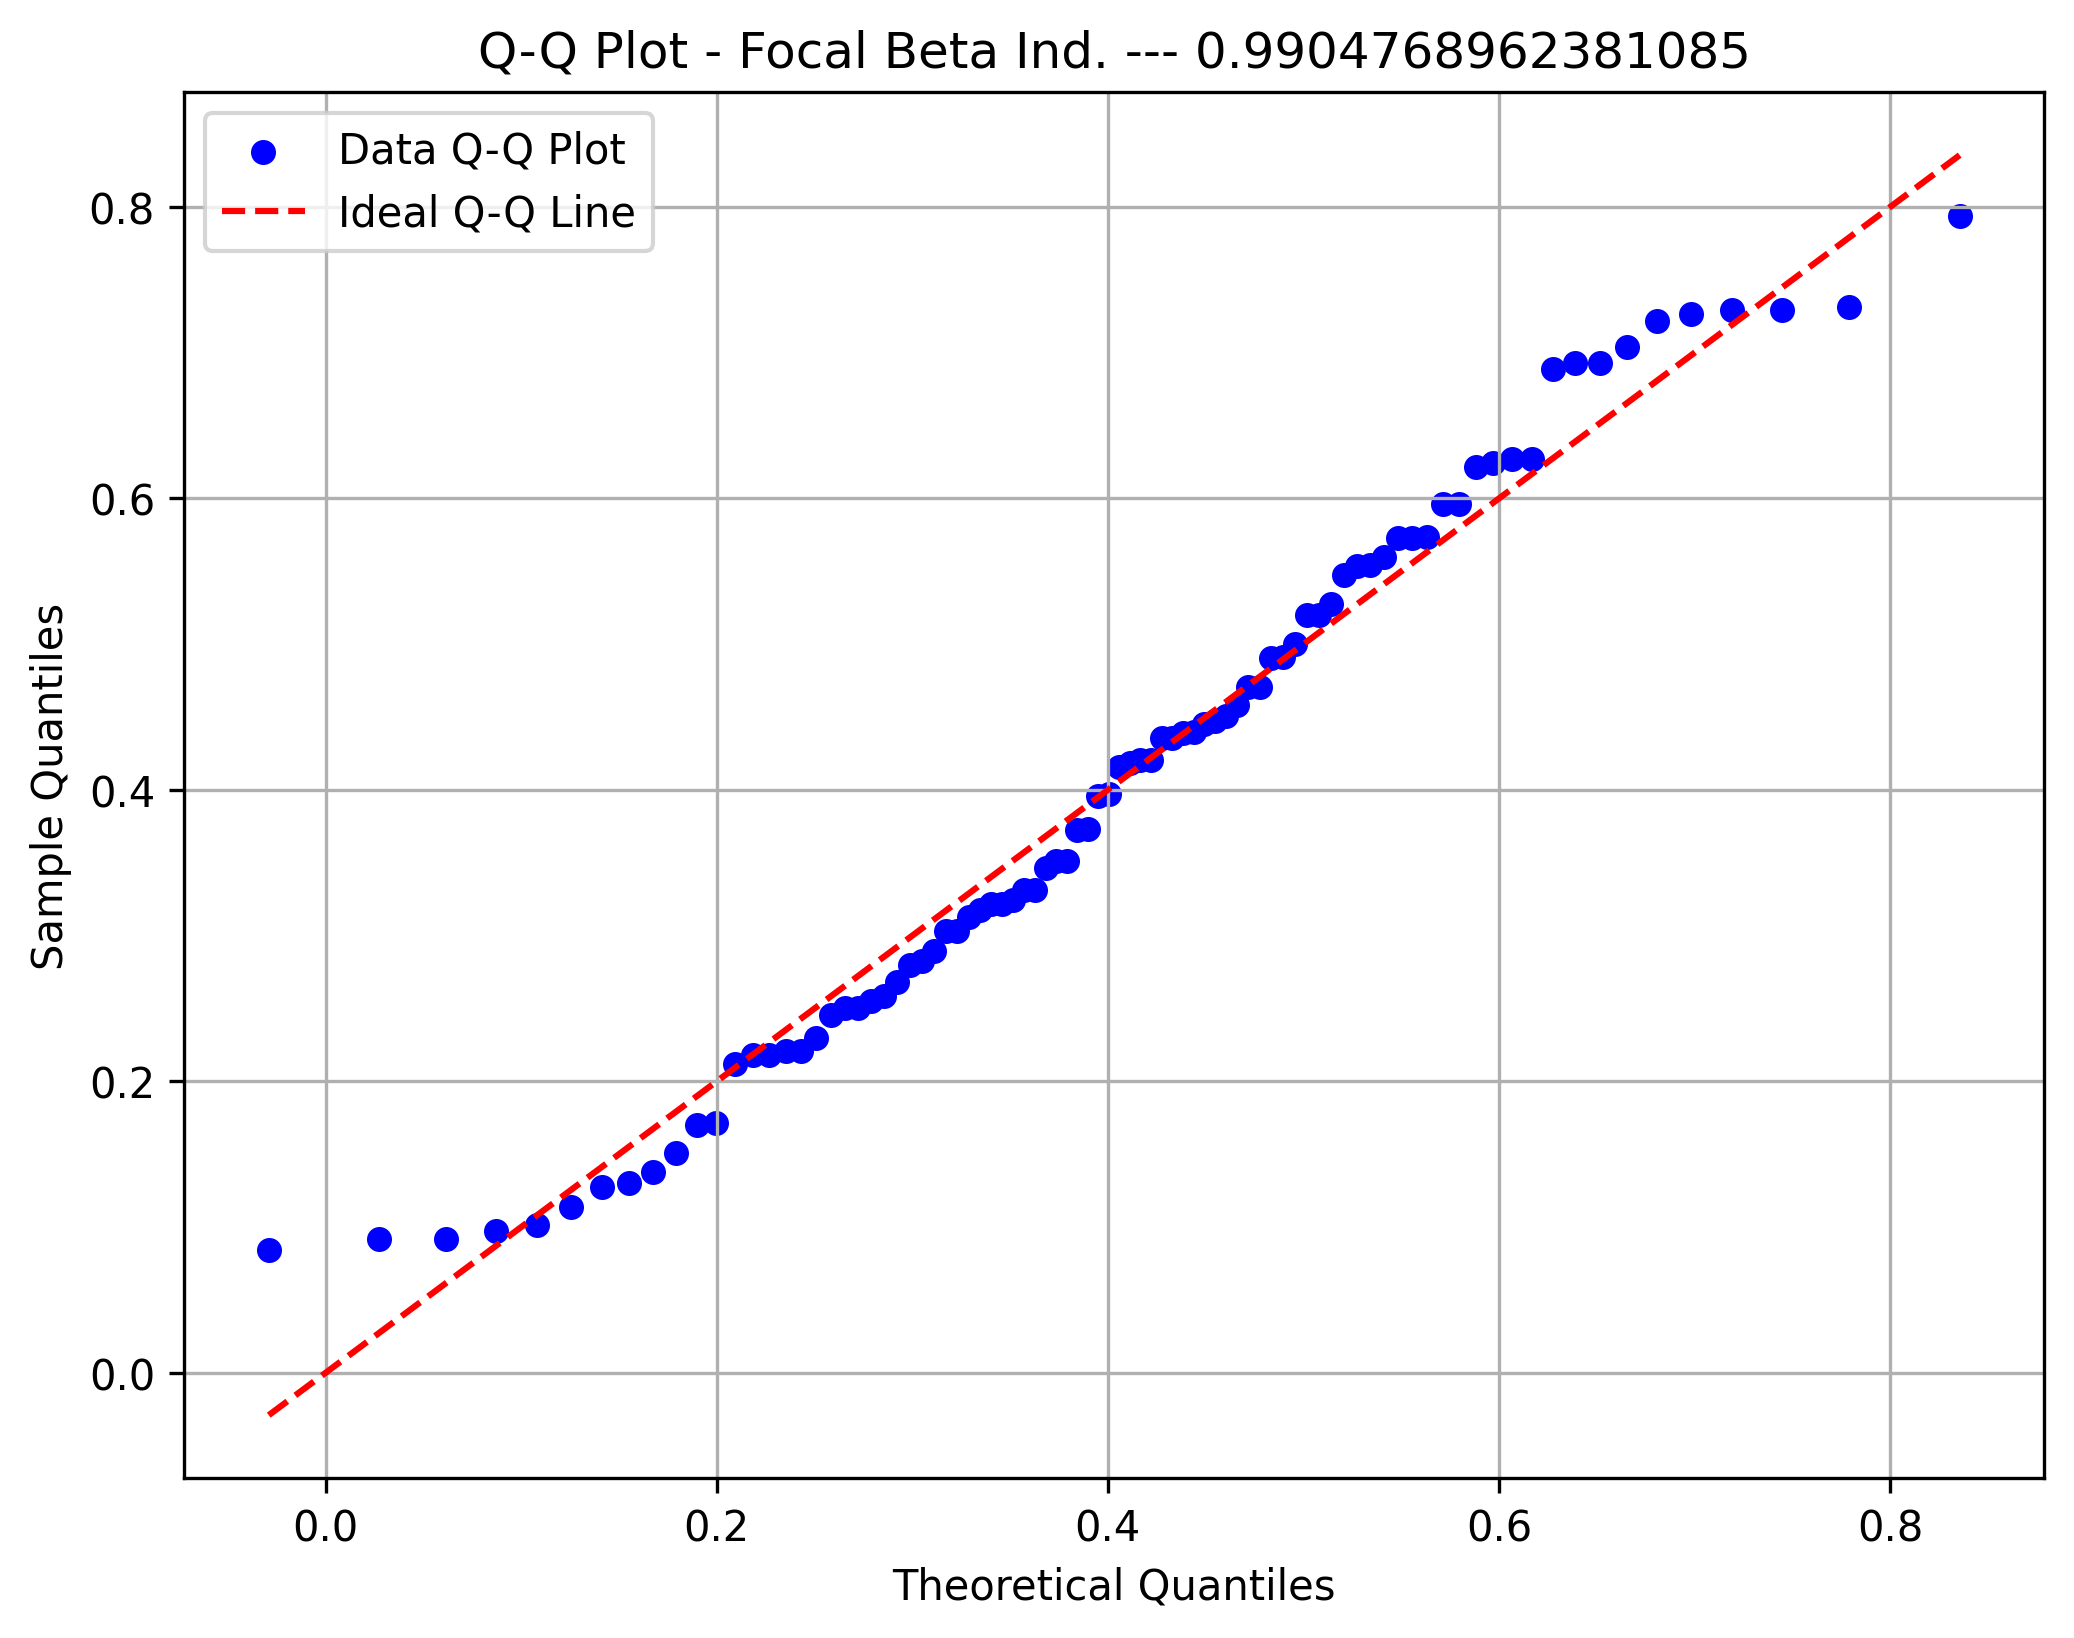 Q-Q Plot - Focal Beta Ind. --- 0.9904768962381085
Data Q-Q Plot
Ideal Q-Q Line
Sample Quantiles
0.8
0.6
0.4
0.2
0.0
0.0 0.2 0.4 0.6 0.8
Theoretical Quantiles